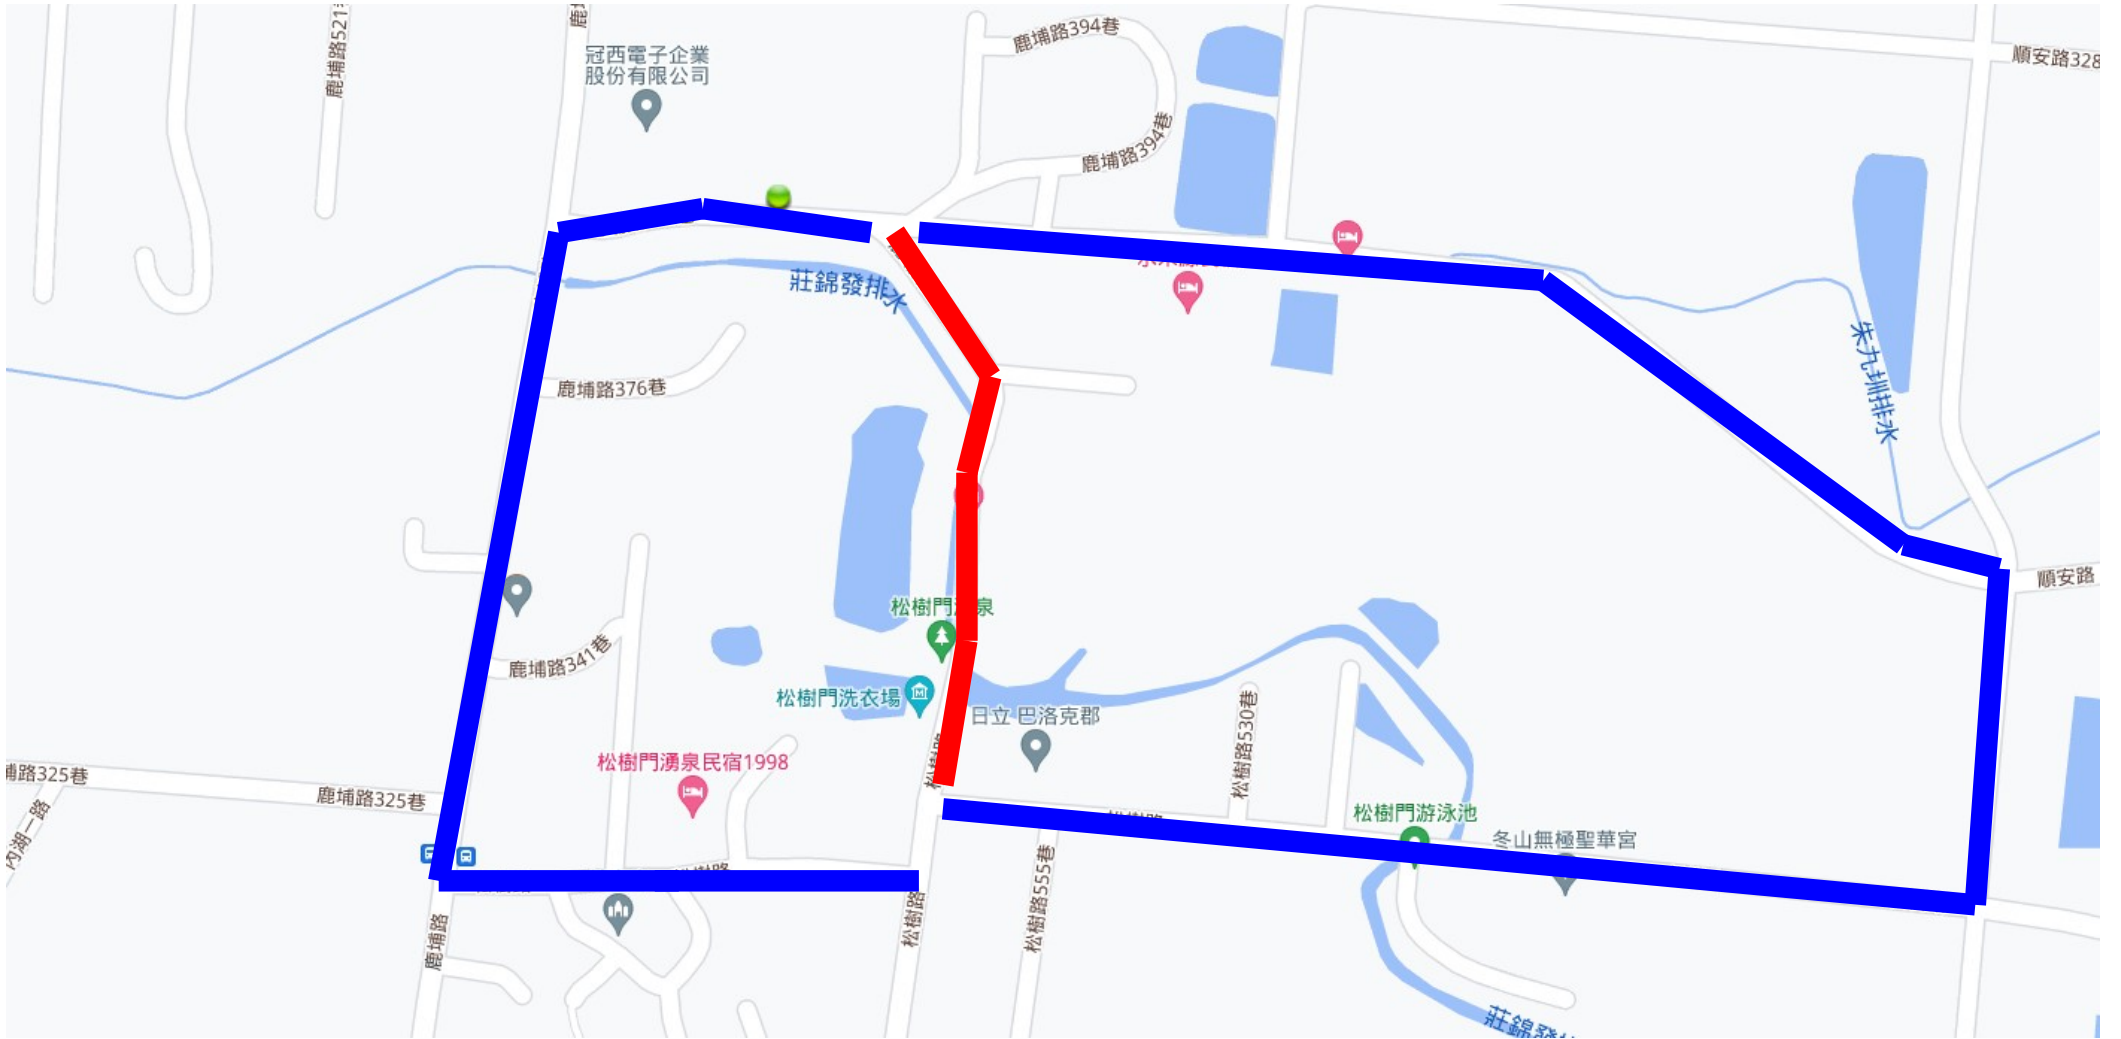 鹿埔路521
鹿埔路394巷
順安路328
冠西電子企業
股份有限公司
鹿埔路394巷
莊錦發排水
朱九圳排水
鹿埔路376巷
順安路
松樹門
泉
鹿埔路341巷
松樹門洗衣場
日立 巴洛克郡
松樹路530巷
松樹門湧泉民宿1998
埔路325巷
鹿埔路325巷
內湖一路
松樹門游泳池
冬山無極聖華宮
松樹路555巷
松樹路
鹿埔路
莊錦發